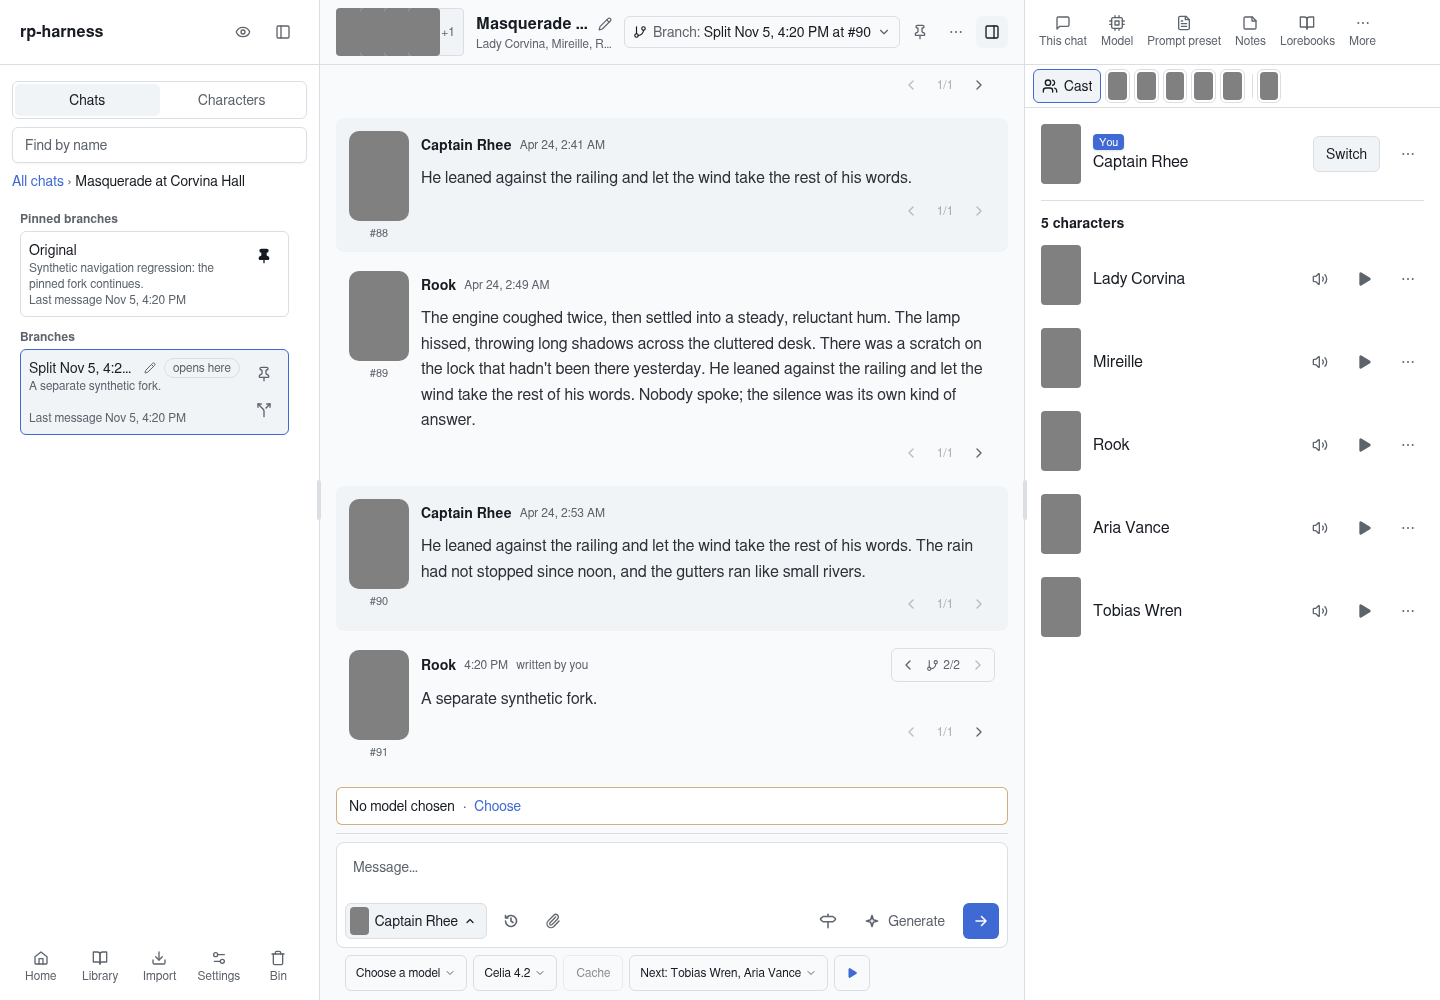 rp-harness
Chats
Characters
Find by name
All chats › Masquerade at Corvina Hall
Pinned branches
Original
Synthetic navigation regression: the
pinned fork continues.
Last message Nov 5, 4:20 PM
Branches
Split Nov 5, 4:2...
opens here
A separate synthetic fork.
Last message Nov 5, 4:20 PM
Home
Library
Import
Settings
Bin
+1
Masquerade ...
Lady Corvina, Mireille, R...
Branch: Split Nov 5, 4:20 PM at #90
1/1
Captain Rhee Apr 24, 2:41 AM
He leaned against the railing and let the wind take the rest of his words.
1/1
#88
Rook Apr 24, 2:49 AM
The engine coughed twice, then settled into a steady, reluctant hum. The lamp
hissed, throwing long shadows across the cluttered desk. There was a scratch on
the lock that hadn't been there yesterday. He leaned against the railing and let the
wind take the rest of his words. Nobody spoke; the silence was its own kind of
answer.
#89
1/1
Captain Rhee Apr 24, 2:53 AM
He leaned against the railing and let the wind take the rest of his words. The rain
had not stopped since noon, and the gutters ran like small rivers.
#90
1/1
Rook 4:20 PM written by you
2/2
A separate synthetic fork.
1/1
#91
No model chosen · Choose
Message...
Captain Rhee
Generate
Choose a model
Celia 4.2
Cache
Next: Tobias Wren, Aria Vance
This chat
Model
Prompt preset
Notes
Lorebooks
More
Cast
You
Captain Rhee
Switch
5 characters
Lady Corvina
Mireille
Rook
Aria Vance
Tobias Wren